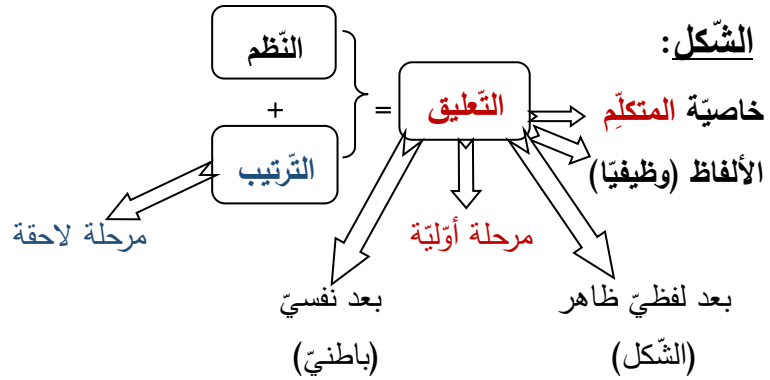 الشّكل:
النّظم
+
=
التّعليق
خاصيّة المتكلِّم
الألفاظ (وظيفيّا)
التّرتيب
مرحلة أوّليّة
مرحلة لاحقة
بعد لفظيّ ظاهر
(الشّكل)
بعد نفسيّ
(باطنيّ)